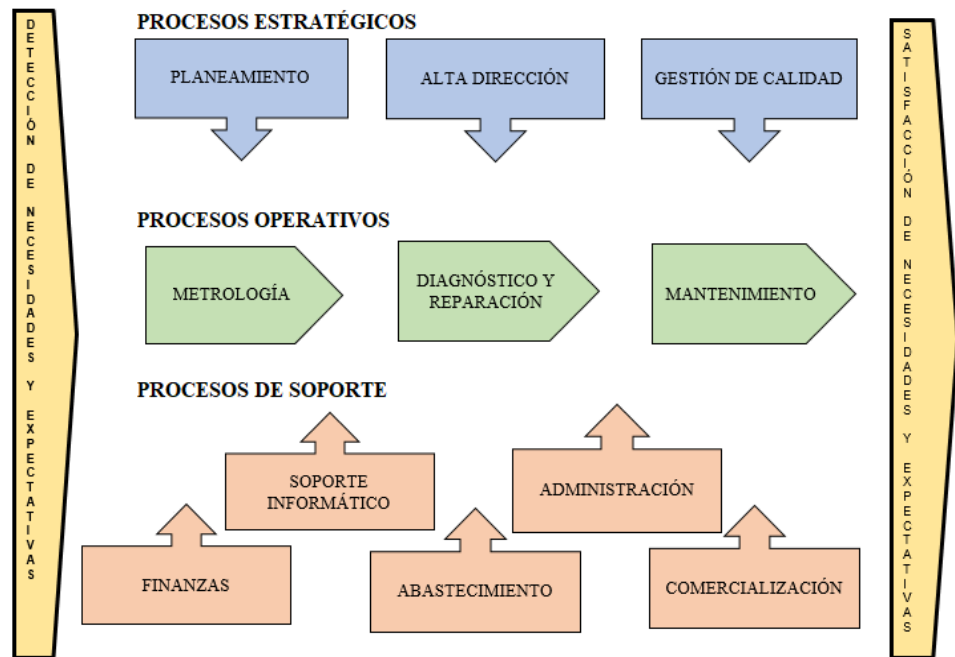 DETECCIÓN DE NECESIDADES Y EXPECTATIVAS
PROCESOS ESTRATÉGICOS
PLANEAMIENTO
ALTA DIRECCIÓN
GESTIÓN DE CALIDAD
PROCESOS OPERATIVOS
METROLOGÍA
DIAGNÓSTICO Y
REPARACIÓN
MANTENIMIENTO
PROCESOS DE SOPORTE
SOPORTE
INFORMÁTICO
ADMINISTRACIÓN
FINANZAS
ABASTECIMIENTO
COMERCIALIZACIÓN
SATISFACCIÓN DE NECESIDADES Y EXPECTATIVAS